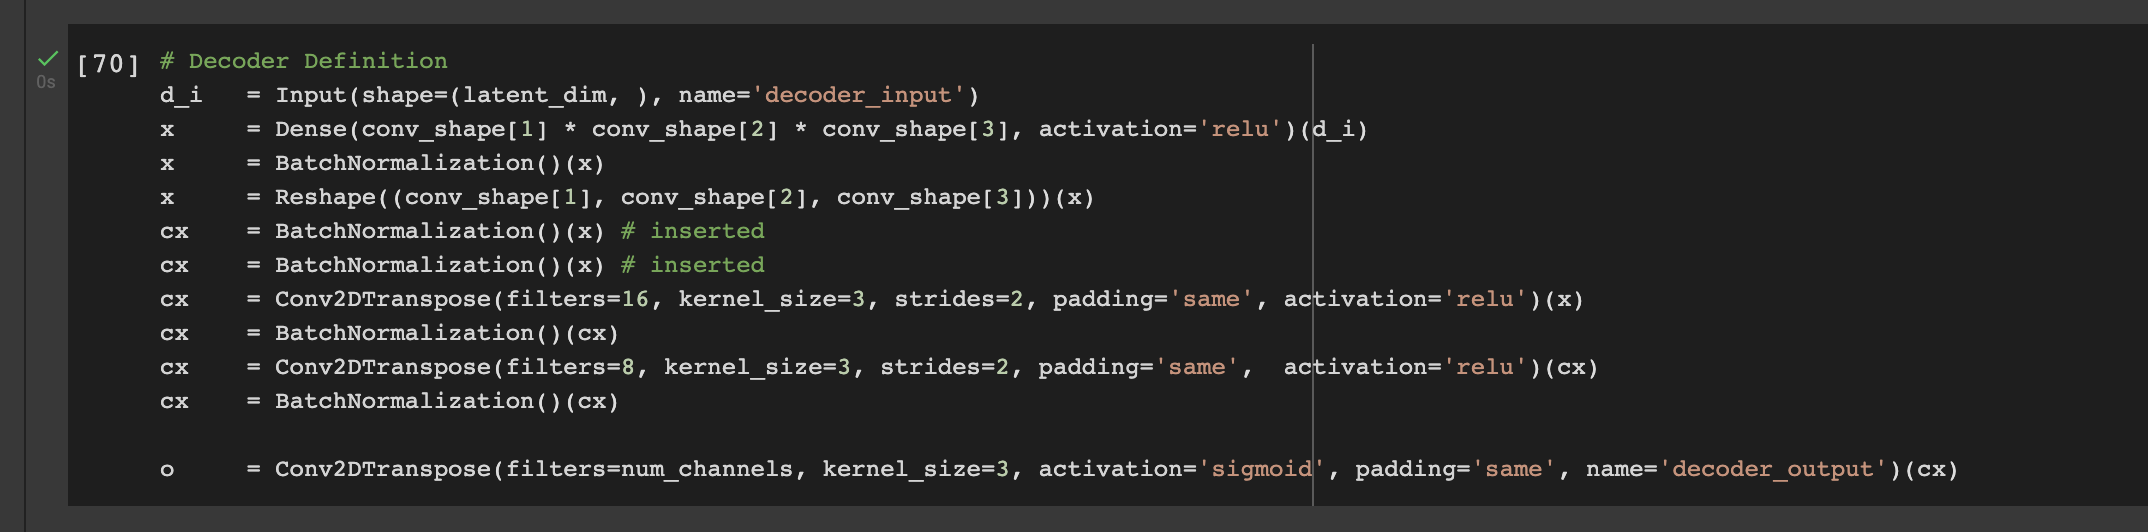 [70] # Decoder Definition
0s
d_i   = Input(shape=(latent_dim, ), name='decoder_input')
x     = Dense(conv_shape[1] * conv_shape[2] * conv_shape[3], activation='relu')(d_i)
x     = BatchNormalization()(x)
x     = Reshape((conv_shape[1], conv_shape[2], conv_shape[3]))(x)
cx    = BatchNormalization()(x) # inserted
cx    = BatchNormalization()(x) # inserted
cx    = Conv2DTranspose(filters=16, kernel_size=3, strides=2, padding='same', activation='relu')(x)
cx    = BatchNormalization()(cx)
cx    = Conv2DTranspose(filters=8, kernel_size=3, strides=2, padding='same',  activation='relu')(cx)
cx    = BatchNormalization()(cx)
o     = Conv2DTranspose(filters=num_channels, kernel_size=3, activation='sigmoid', padding='same', name='decoder_output')(cx)